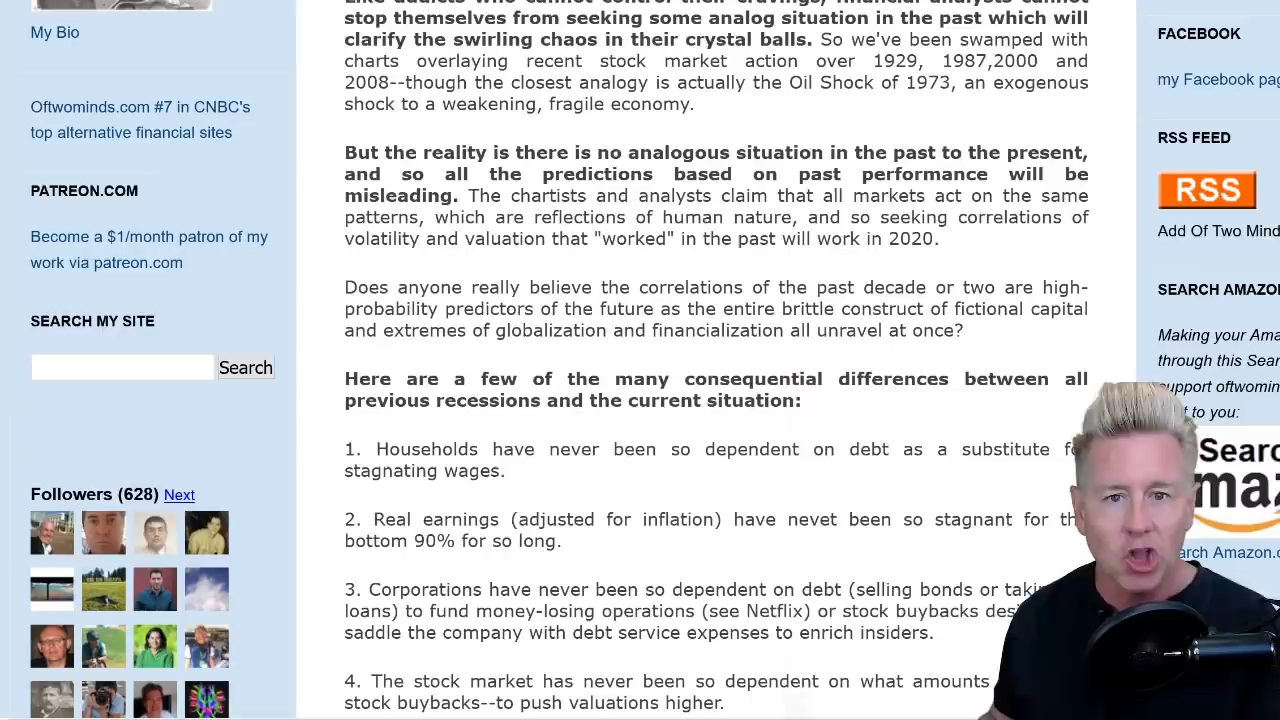 My Bio
Oftwominds.com #7 in CNBC's
top alternative financial sites
PATREON.COM
Become a $1/month patron of my
work via patreon.com
SEARCH MY SITE
Search
Followers (628) Next
stop themselves from seeking some analog situation in the past which will
clarify the swirling chaos in their crystal balls. So we've been swamped with
charts overlaying recent stock market action over 1929, 1987,2000 and
2008--though the closest analogy is actually the Oil Shock of 1973, an exogenous
shock to a weakening, fragile economy.
But the reality is there is no analogous situation in the past to the present,
and so all the predictions based on past performance will be
misleading. The chartists and analysts claim that all markets act on the same
patterns, which are reflections of human nature, and so seeking correlations of
volatility and valuation that "worked" in the past will work in 2020.
Does anyone really believe the correlations of the past decade or two are high-
probability predictors of the future as the entire brittle construct of fictional capital
and extremes of globalization and financialization all unravel at once?
Here are a few of the many consequential differences between all
previous recessions and the current situation:
1. Households have never been so dependent on debt as a substitute
stagnating wages.
2. Real earnings (adjusted for inflation) have nevet been so stagnant for
bottom 90% for so long.
3. Corporations have never been so dependent on debt (selling bonds or
loans) to fund money-losing operations (see Netflix) or stock buybacks
saddle the company with debt service expenses to enrich insiders.
4. The stock market has never been so dependent on what amounts
stock buybacks--to push valuations higher.
FACEBOOK
my Facebook
RSS FEED
RSS
Add Of Two
SEARCH
Making your
through this
support
to you: